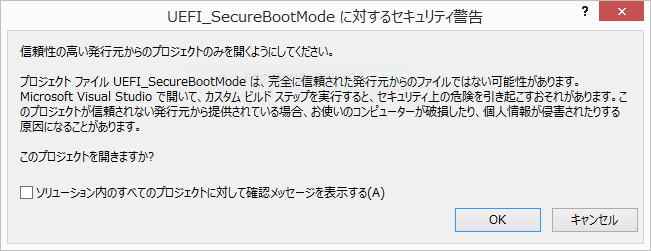 UEFI_SecureBootMode に対するセキュリティ警告
信頼性の高い発行元からのプロジェクトのみを開くようにしてください。
プロジェクト ファイル UEFI_SecureBootMode は、完全に信頼された発行元からのファイルではない可能性があります。
Microsoft Visual Studio で開いて、カスタム ビルド ステップを実行すると、セキュリティ上の危険を引き起こすおそれがあります。こ
のプロジェクトが信頼されない発行元から提供されている場合、お使いのコンピューターが破損したり、個人情報が侵害されたりする
原因になることがあります。
このプロジェクトを開きますか?
ソリューション内のすべてのプロジェクトに対して確認メッセージを表示する(A)
OK キャンセル